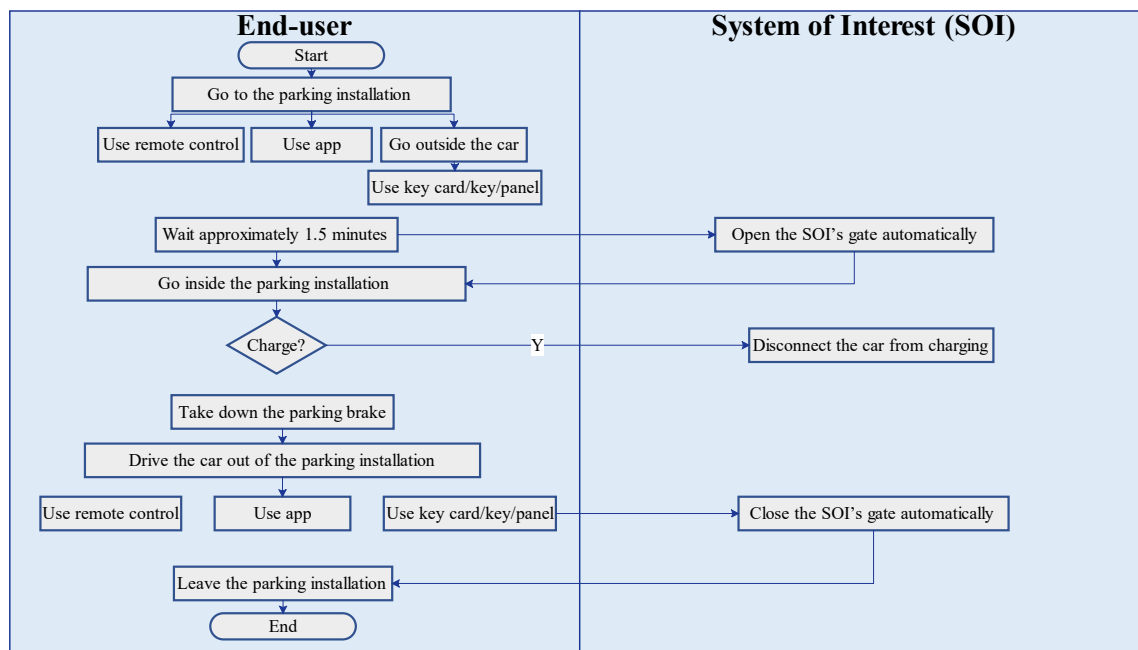 End-user
System of Interest (SOI)
Start
Go to the parking installation
Use remote control
Use app
Go outside the car
Use key card/key/panel
Wait approximately 1.5 minutes
Open the SOI’s gate automatically
Go inside the parking installation
Charge?
Y
Disconnect the car from charging
Take down the parking brake
Drive the car out of the parking installation
Use remote control
Use app
Use key card/key/panel
Close the SOI’s gate automatically
Leave the parking installation
End